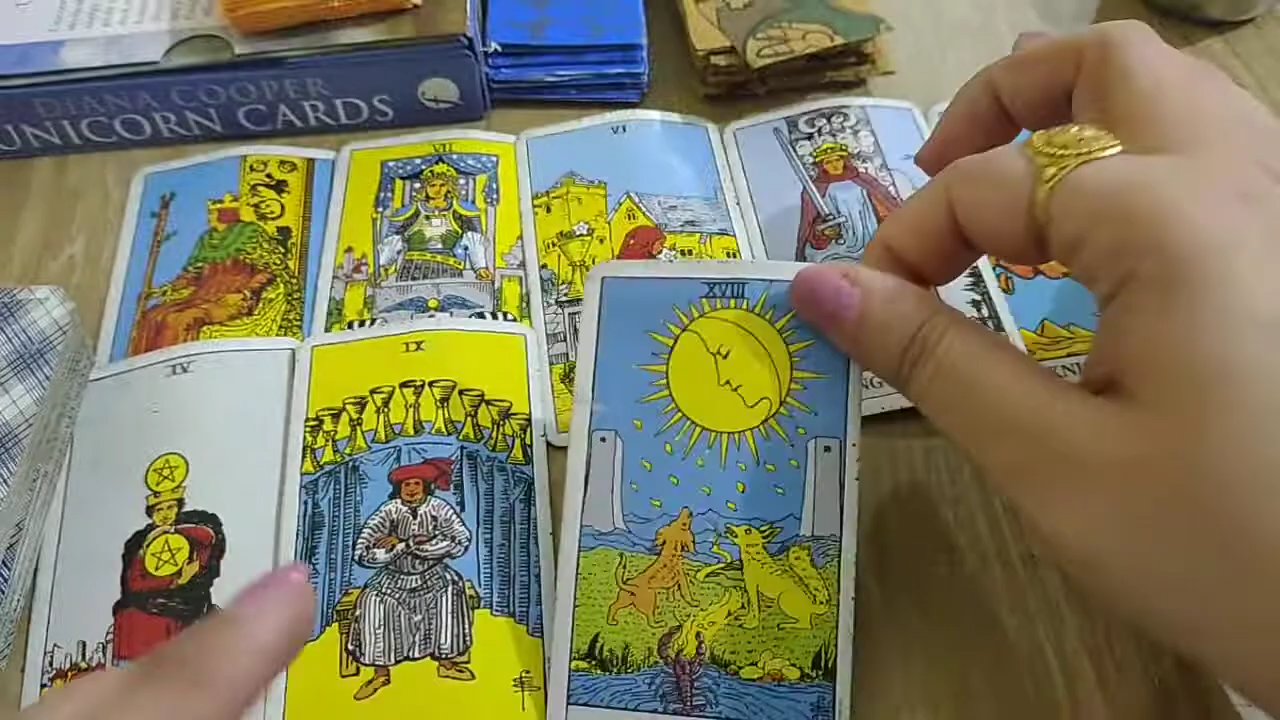 DIANA COOPER
UNICORN CARDS
VII
VI
XVIII
IV
IX